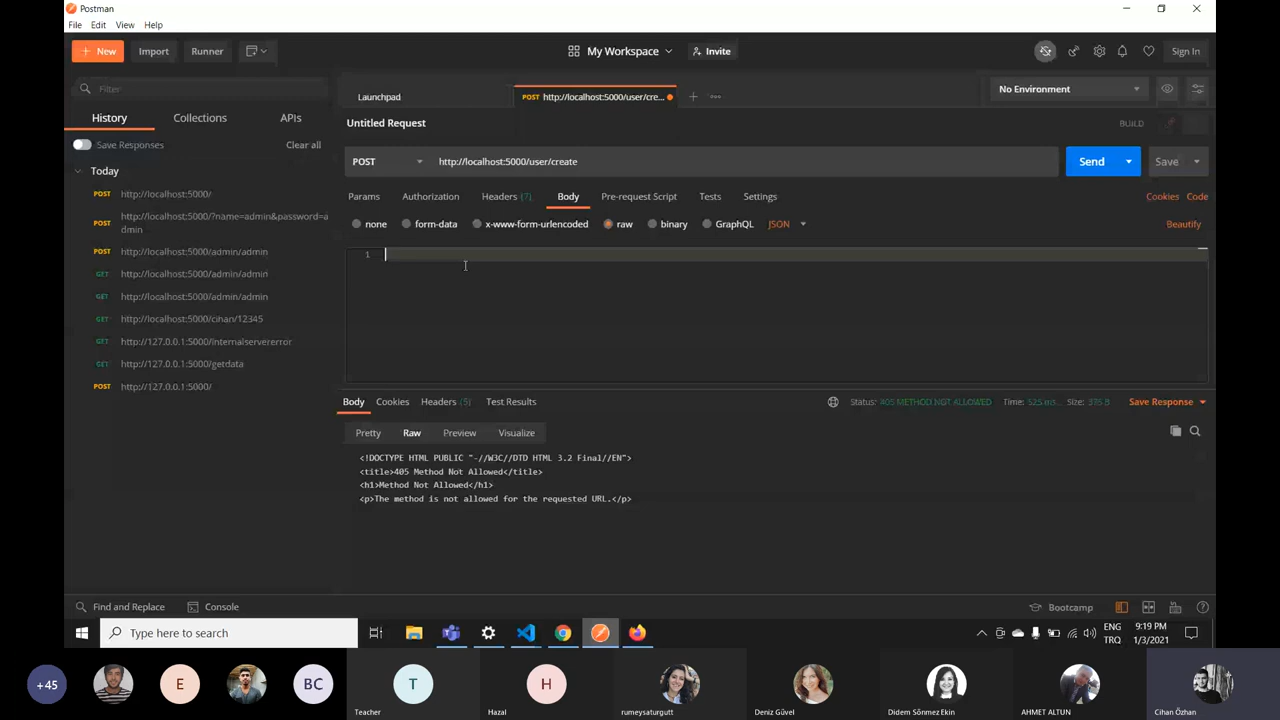 Postman
File Edit View Help
New Import Runner
My Workspace Invite
Sign In
Filter
Launchpad
POST http://localhost:5000/user/cre...
No Environment
History Collections APIs
Untitled Request
BUILD
Save Responses Clear all
POST http://localhost:5000/user/create
Send Save
Today
POST http://localhost:5000/
POST http://localhost:5000/?name=admin&password=a
dmin
POST http://localhost:5000/admin/admin
GET http://localhost:5000/admin/admin
GET http://localhost:5000/admin/admin
GET http://localhost:5000/cihan/12345
GET http://127.0.0.1:5000/internalservererror
GET http://127.0.0.1:5000/getdata
POST http://127.0.0.1:5000/
Params Authorization Headers (7) Body Pre-request Script Tests Settings
Cookies Code
none form-data x-www-form-urlencoded raw binary GraphQL JSON
Beautify
1
Body Cookies Headers (5) Test Results
Status: 405 METHOD NOT ALLOWED Time: Size: 375 B Save Response
Pretty Raw Preview Visualize
<!DOCTYPE HTML PUBLIC "-//W3C//DTD HTML 3.2 Final//EN">
<title>405 Method Not Allowed</title>
<h1>Method Not Allowed</h1>
<p>The method is not allowed for the requested URL.</p>
Find and Replace Console
Bootcamp
Type here to search
ENG
TRQ
9:19 PM
1/3/2021
+45
E
BC
T
H
Teacher
Hazal
rumeysaturgutt
Deniz Güvel
Didem Sönmez Ekin
AHMET ALTUN
Cihan Özhan